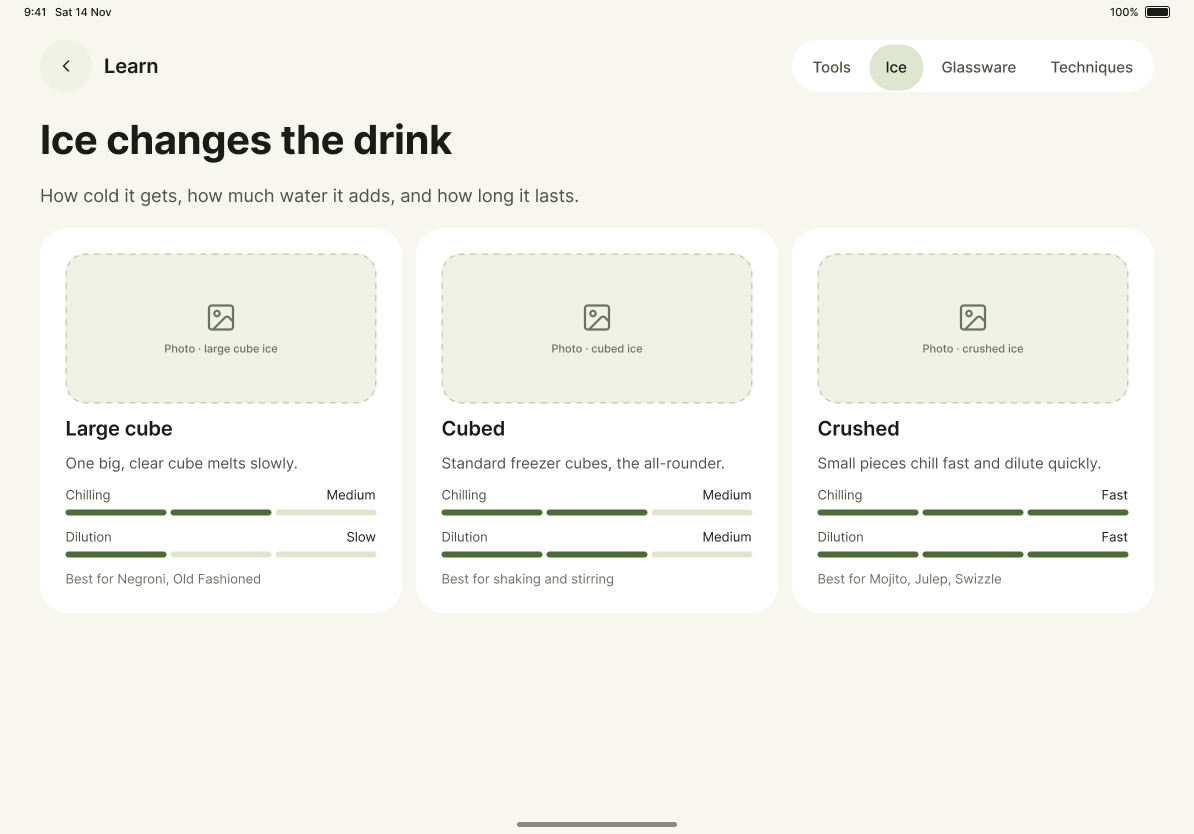 9:41 Sat 14 Nov
100%
Learn
Tools Ice Glassware Techniques
Ice changes the drink
How cold it gets, how much water it adds, and how long it lasts.
Photo · large cube ice
Large cube
One big, clear cube melts slowly.
Chilling Medium
Dilution Slow
Best for Negroni, Old Fashioned
Photo · cubed ice
Cubed
Standard freezer cubes, the all-rounder.
Chilling Medium
Dilution Medium
Best for shaking and stirring
Photo · crushed ice
Crushed
Small pieces chill fast and dilute quickly.
Chilling Fast
Dilution Fast
Best for Mojito, Julep, Swizzle